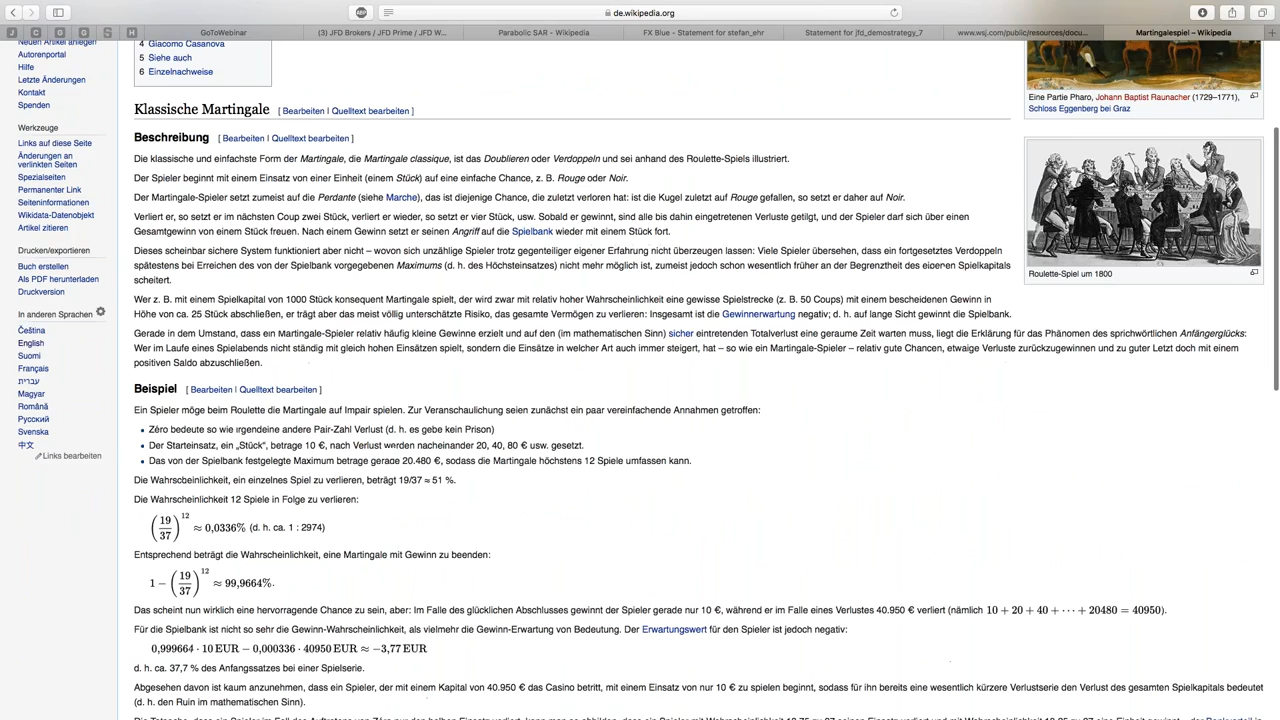 de.wikipedia.org
J C G G S H GoToWebinar (3) JFD Brokers / JFD Prime / JFD W... Parabolic SAR - Wikipedia FX Blue - Statement for stefan_ehr Statement for jfd_demostrategy_7 www.wsj.com/public/resources/docu... Martingalespiel – Wikipedia
Neuen Artikel anlegen
Autorenportal
Hilfe
Letzte Änderungen
Kontakt
Spenden
Werkzeuge
Links auf diese Seite
Änderungen an
verlinkten Seiten
Spezialseiten
Permanenter Link
Seiteninformationen
Wikidata-Datenobjekt
Artikel zitieren
Drucken/exportieren
Buch erstellen
Als PDF herunterladen
Druckversion
In anderen Sprachen
Čeština
English
Suomi
Français
עברית
Magyar
Română
Русский
Svenska
中文
Links bearbeiten
4 Giacomo Casanova
5 Siehe auch
6 Einzelnachweise
Klassische Martingale [ Bearbeiten | Quelltext bearbeiten ]
Beschreibung [ Bearbeiten | Quelltext bearbeiten ]
Die klassische und einfachste Form der Martingale, die Martingale classique, ist das Doublieren oder Verdoppeln und sei anhand des Roulette-Spiels illustriert.
Der Spieler beginnt mit einem Einsatz von einer Einheit (einem Stück) auf eine einfache Chance, z. B. Rouge oder Noir.
Der Martingale-Spieler setzt zumeist auf die Perdante (siehe Marche), das ist diejenige Chance, die zuletzt verloren hat: ist die Kugel zuletzt auf Rouge gefallen, so setzt er daher auf Noir.
Verliert er, so setzt er im nächsten Coup zwei Stück, verliert er wieder, so setzt er vier Stück, usw. Sobald er gewinnt, sind alle bis dahin eingetretenen Verluste getilgt, und der Spieler darf sich über einen
Gesamtgewinn von einem Stück freuen. Nach einem Gewinn setzt er seinen Angriff auf die Spielbank wieder mit einem Stück fort.
Dieses scheinbar sichere System funktioniert aber nicht – wovon sich unzählige Spieler trotz gegenteiliger eigener Erfahrung nicht überzeugen lassen: Viele Spieler übersehen, dass ein fortgesetztes Verdoppeln
spätestens bei Erreichen des von der Spielbank vorgegebenen Maximums (d. h. des Höchsteinsatzes) nicht mehr möglich ist, zumeist jedoch schon wesentlich früher an der Begrenztheit des eigenen Spielkapitals
scheitert.
Wer z. B. mit einem Spielkapital von 1000 Stück konsequent Martingale spielt, der wird zwar mit relativ hoher Wahrscheinlichkeit eine gewisse Spielstrecke (z. B. 50 Coups) mit einem bescheidenen Gewinn in
Höhe von ca. 25 Stück abschließen, er trägt aber das meist völlig unterschätzte Risiko, das gesamte Vermögen zu verlieren: Insgesamt ist die Gewinnerwartung negativ; d. h. auf lange Sicht gewinnt die Spielbank.
Gerade in dem Umstand, dass ein Martingale-Spieler relativ häufig kleine Gewinne erzielt und auf den (im mathematischen Sinn) sicher eintretenden Totalverlust eine geraume Zeit warten muss, liegt die Erklärung für das Phänomen des sprichwörtlichen Anfängerglücks:
Wer im Laufe eines Spielabends nicht ständig mit gleich hohen Einsätzen spielt, sondern die Einsätze in welcher Art auch immer steigert, hat – so wie ein Martingale-Spieler – relativ gute Chancen, etwaige Verluste zurückzugewinnen und zu guter Letzt doch mit einem
positiven Saldo abzuschließen.
Beispiel [ Bearbeiten | Quelltext bearbeiten ]
Ein Spieler möge beim Roulette die Martingale auf Impair spielen. Zur Veranschaulichung seien zunächst ein paar vereinfachende Annahmen getroffen:
• Zéro bedeute so wie irgendeine andere Pair-Zahl Verlust (d. h. es gebe kein Prison)
• Der Starteinsatz, ein „Stück“, betrage 10 €, nach Verlust werden nacheinander 20, 40, 80 € usw. gesetzt.
• Das von der Spielbank festgelegte Maximum betrage gerade 20.480 €, sodass die Martingale höchstens 12 Spiele umfassen kann.
Die Wahrscheinlichkeit, ein einzelnes Spiel zu verlieren, beträgt 19/37 ≈ 51 %.
Die Wahrscheinlichkeit 12 Spiele in Folge zu verlieren:
(19/37)^12 ≈ 0,0336% (d. h. ca. 1 : 2974)
Entsprechend beträgt die Wahrscheinlichkeit, eine Martingale mit Gewinn zu beenden:
1 − (19/37)^12 ≈ 99,9664%.
Das scheint nun wirklich eine hervorragende Chance zu sein, aber: Im Falle des glücklichen Abschlusses gewinnt der Spieler gerade nur 10 €, während er im Falle eines Verlustes 40.950 € verliert (nämlich 10 + 20 + 40 + ⋯ + 20480 = 40950).
Für die Spielbank ist nicht so sehr die Gewinn-Wahrscheinlichkeit, als vielmehr die Gewinn-Erwartung von Bedeutung. Der Erwartungswert für den Spieler ist jedoch negativ:
0,999664 · 10 EUR − 0,000336 · 40950 EUR ≈ −3,77 EUR
d. h. ca. 37,7 % des Anfangssatzes bei einer Spielserie.
Abgesehen davon ist kaum anzunehmen, dass ein Spieler, der mit einem Kapital von 40.950 € das Casino betritt, mit einem Einsatz von nur 10 € zu spielen beginnt, sodass für ihn bereits eine wesentlich kürzere Verlustserie den Verlust des gesamten Spielkapitals bedeutet
(d. h. den Ruin im mathematischen Sinn).
Eine Partie Pharo, Johann Baptist Raunacher (1729–1771),
Schloss Eggenberg bei Graz
Roulette-Spiel um 1800